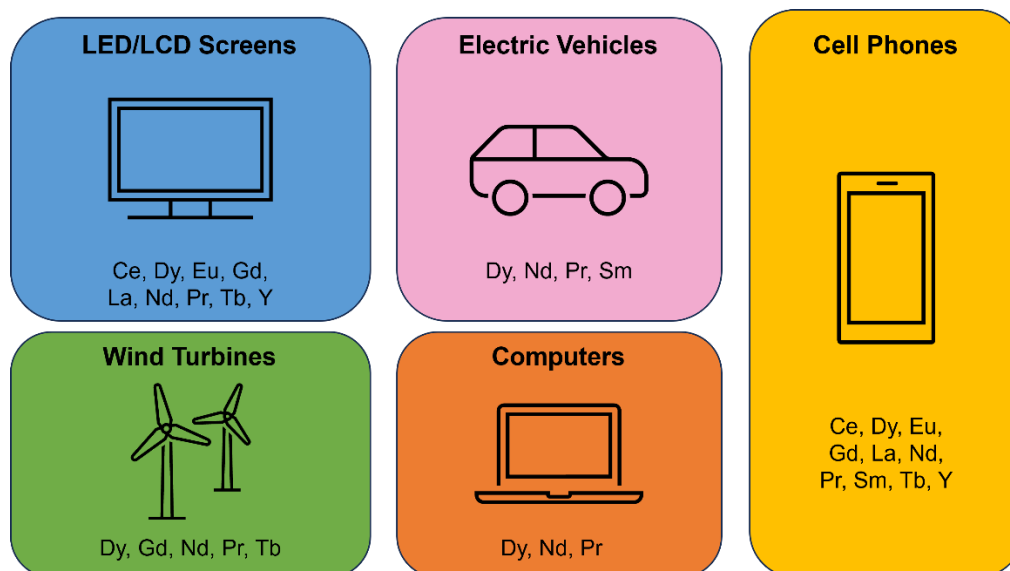 LED/LCD Screens
Ce, Dy, Eu, Gd,
La, Nd, Pr, Tb, Y
Electric Vehicles
Dy, Nd, Pr, Sm
Cell Phones
Ce, Dy, Eu,
Gd, La, Nd,
Pr, Sm, Tb, Y
Wind Turbines
Dy, Gd, Nd, Pr, Tb
Computers
Dy, Nd, Pr